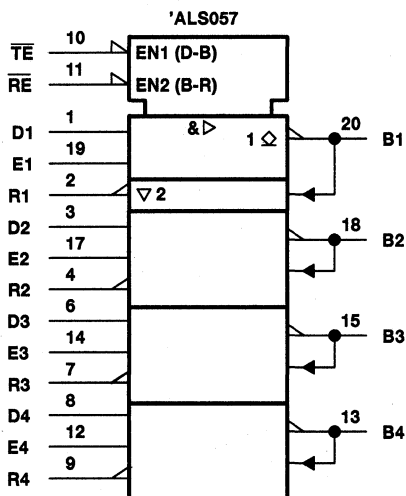 'ALS057
TE 10 EN1 (D-B)
RE 11 EN2 (B-R)
D1 1 & ▷ 1 20 B1
E1 19
R1 2 ▽ 2
D2 3 18 B2
E2 17
R2 4
D3 6 15 B3
E3 14
R3 7
D4 8 13 B4
E4 12
R4 9